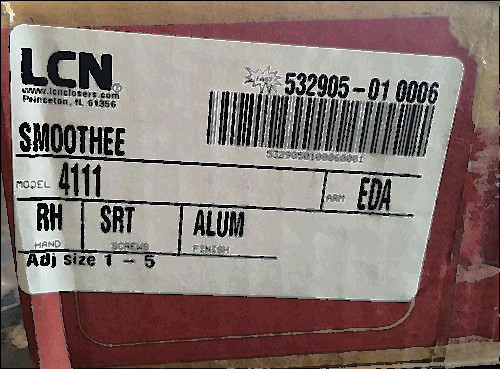 LCN®
www.lcnclosers.com
Princeton, IL 61356
532905-01 0006
5329050100060001
SMOOTHEE
MODEL 4111
ARM EDA
RH SRT ALUM
HAND SCREWS FINISH
Adj size 1 - 5